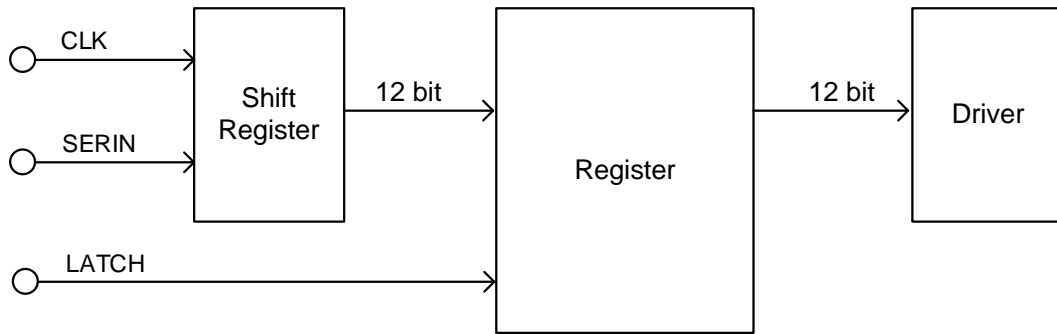 CLK
SERIN
LATCH
Shift
Register
12 bit
Register
12 bit
Driver